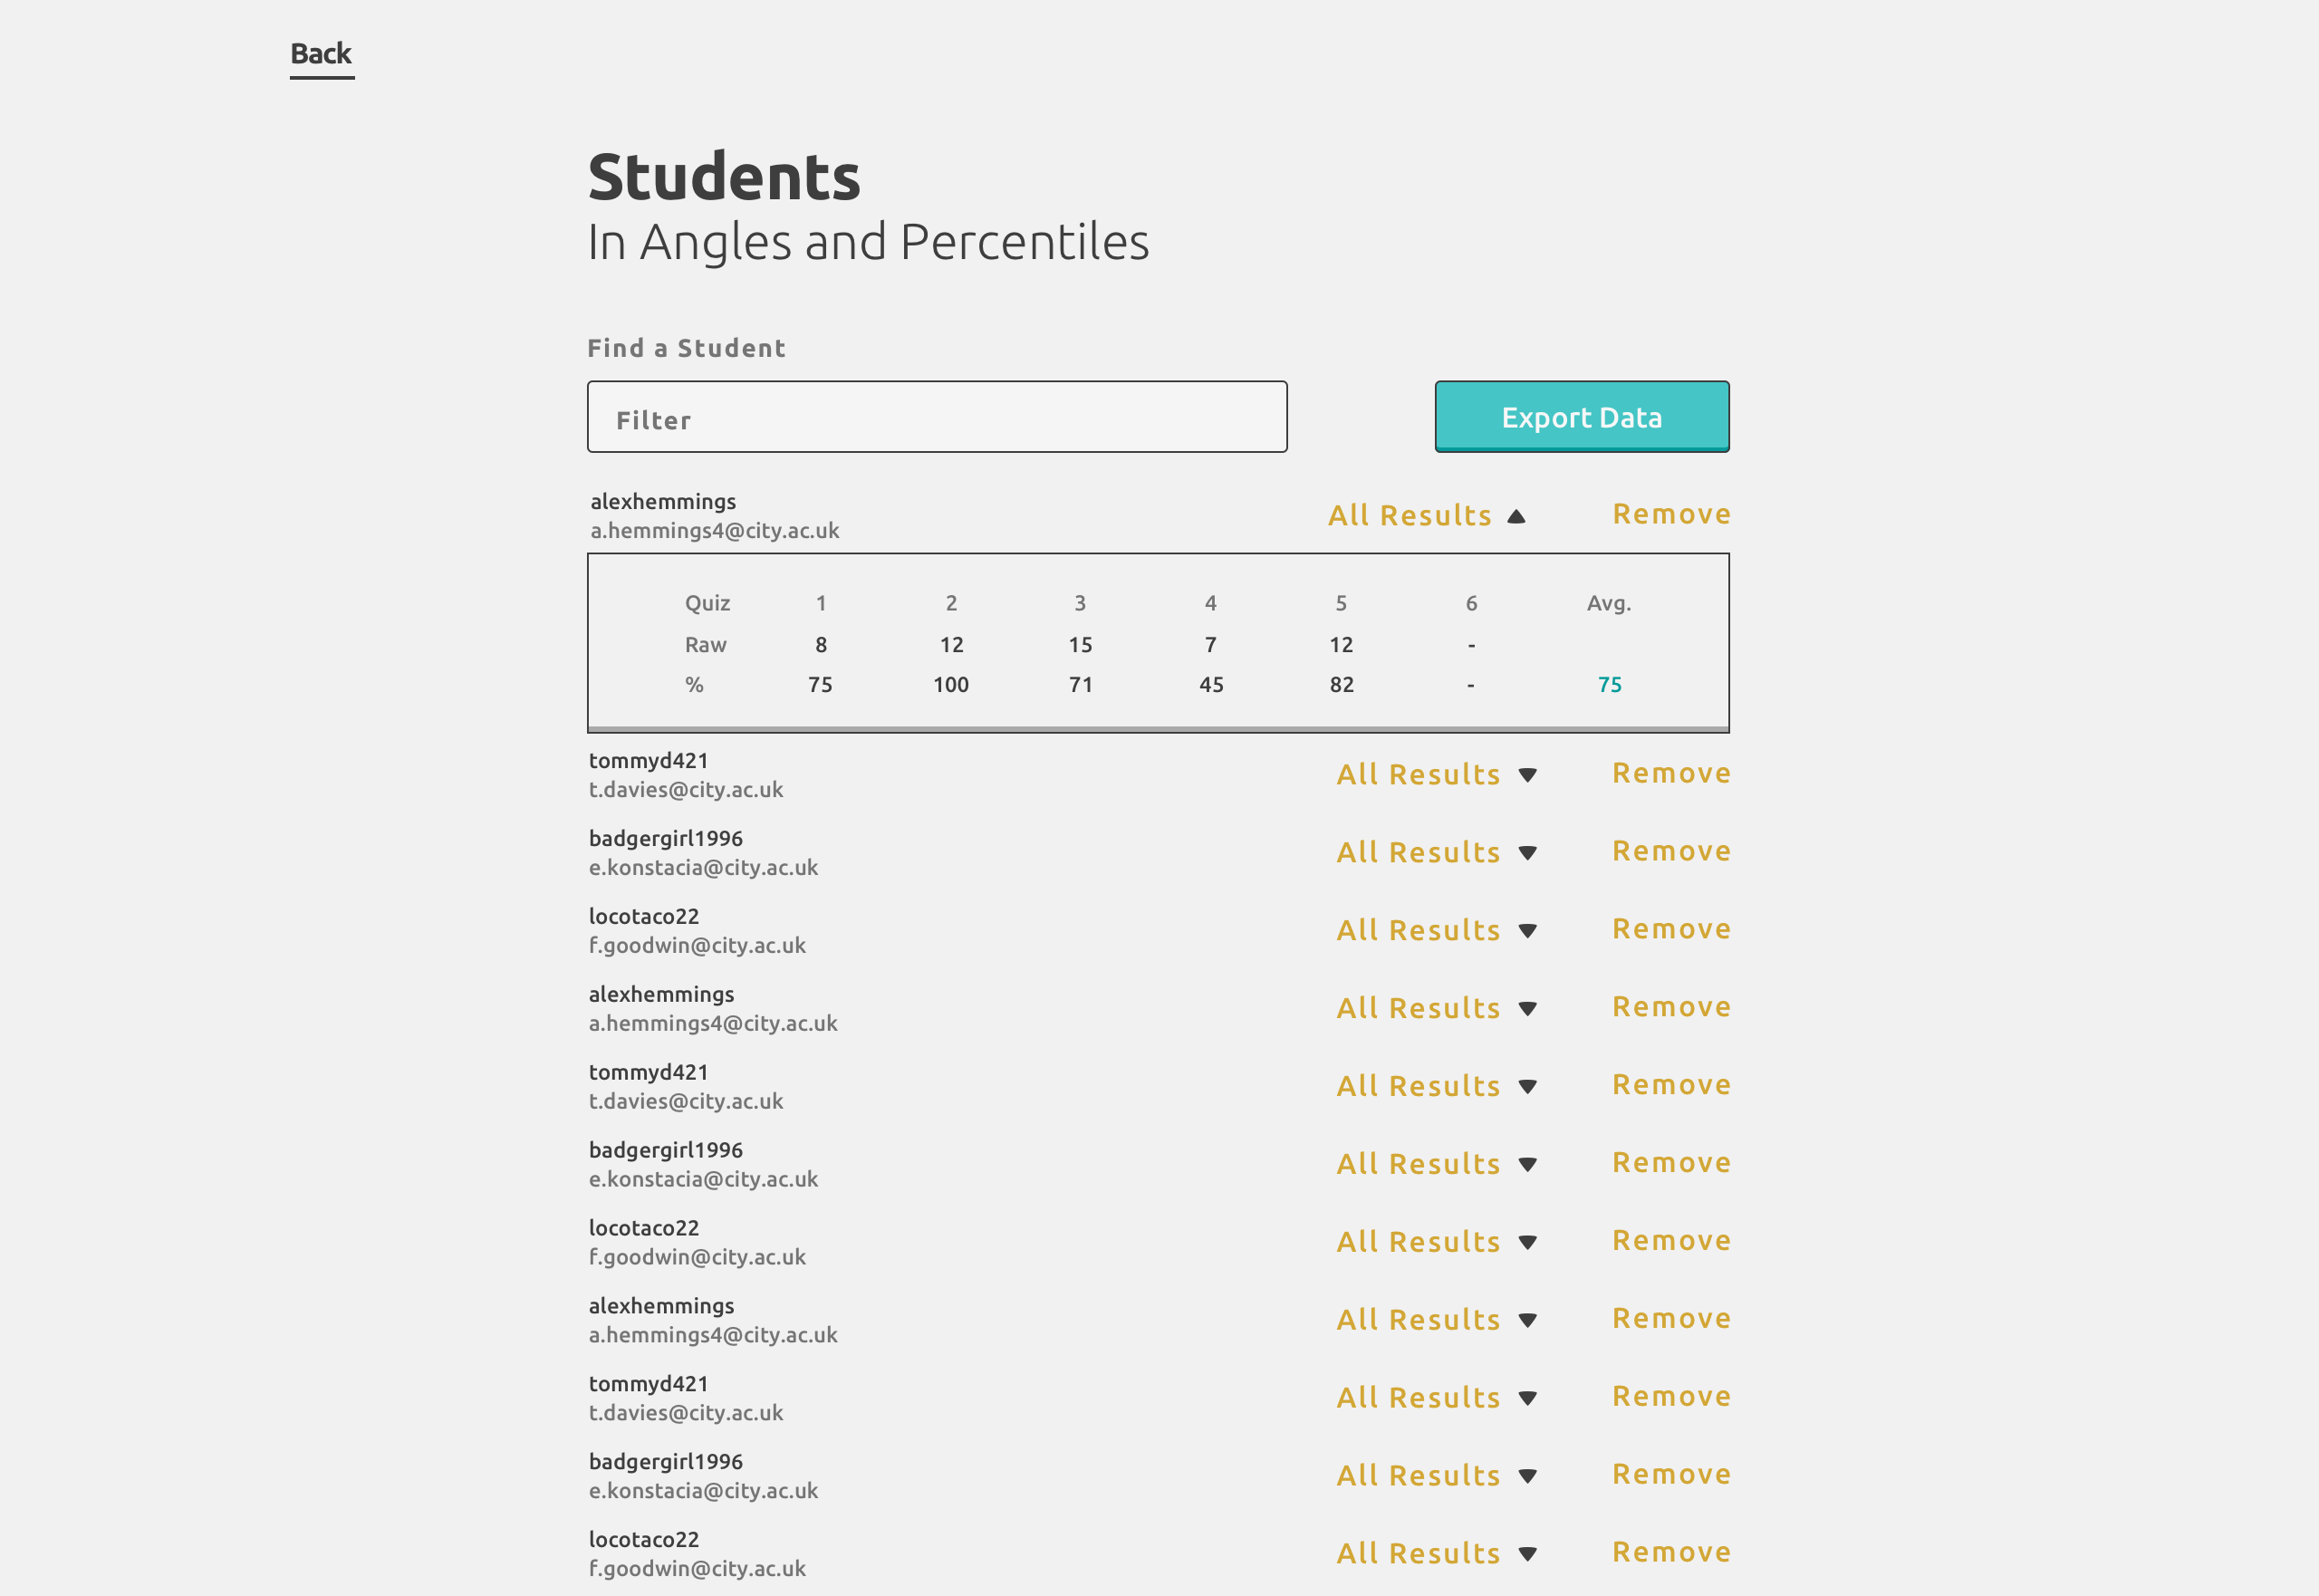 Back
Students
In Angles and Percentiles
Find a Student
Filter
Export Data
alexhemmings
a.hemmings4@city.ac.uk
All Results Remove
Quiz 1 2 3 4 5 6 Avg.
Raw 8 12 15 7 12 -
% 75 100 71 45 82 - 75
tommyd421
t.davies@city.ac.uk
All Results Remove
badgergirl1996
e.konstacia@city.ac.uk
All Results Remove
locotaco22
f.goodwin@city.ac.uk
All Results Remove
alexhemmings
a.hemmings4@city.ac.uk
All Results Remove
tommyd421
t.davies@city.ac.uk
All Results Remove
badgergirl1996
e.konstacia@city.ac.uk
All Results Remove
locotaco22
f.goodwin@city.ac.uk
All Results Remove
alexhemmings
a.hemmings4@city.ac.uk
All Results Remove
tommyd421
t.davies@city.ac.uk
All Results Remove
badgergirl1996
e.konstacia@city.ac.uk
All Results Remove
locotaco22
f.goodwin@city.ac.uk
All Results Remove